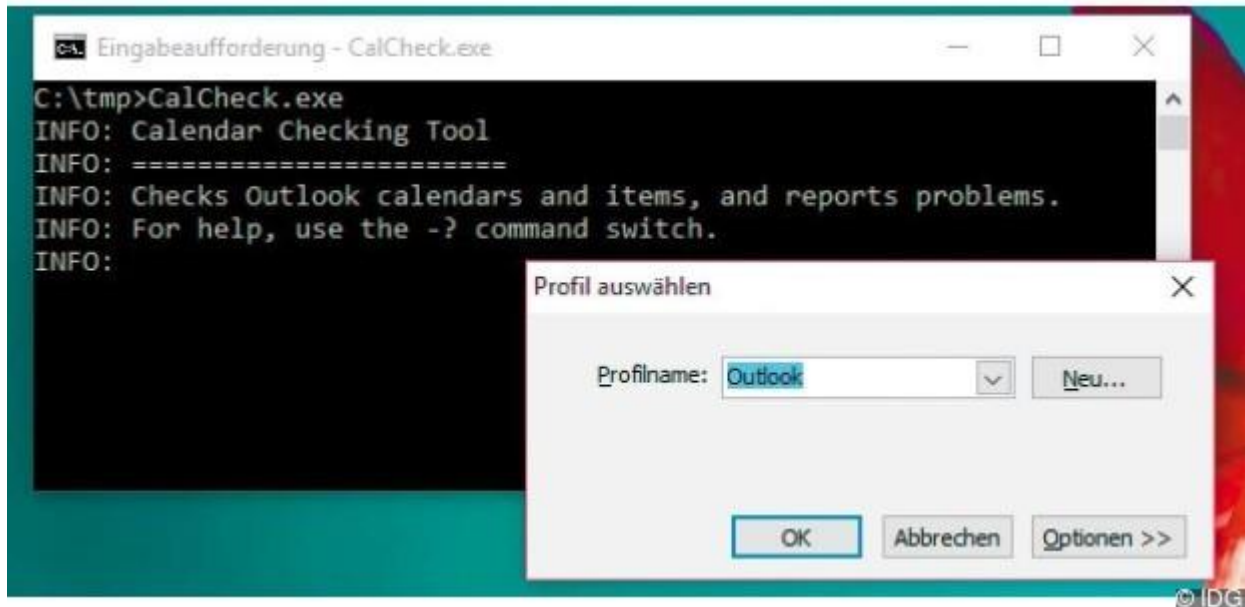 Eingabeaufforderung - CalCheck.exe
C:\tmp>CalCheck.exe
INFO: Calendar Checking Tool
INFO: =======================
INFO: Checks Outlook calendars and items, and reports problems.
INFO: For help, use the -? command switch.
INFO:
Profil auswählen
Profilname: Outlook Neu...
OK Abbrechen Optionen >>
© IDG